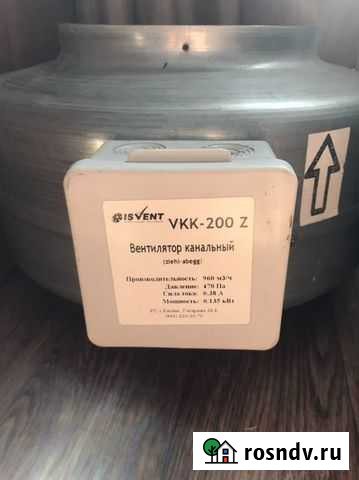 ISVENT VKK-200 Z
Вентилятор канальный
(ziehl-abegg)
Производительность: 960 м3/ч
Давление: 470 Па
Сила тока: 0.38 А
Мощность: 0.135 кВт
rosndv.ru